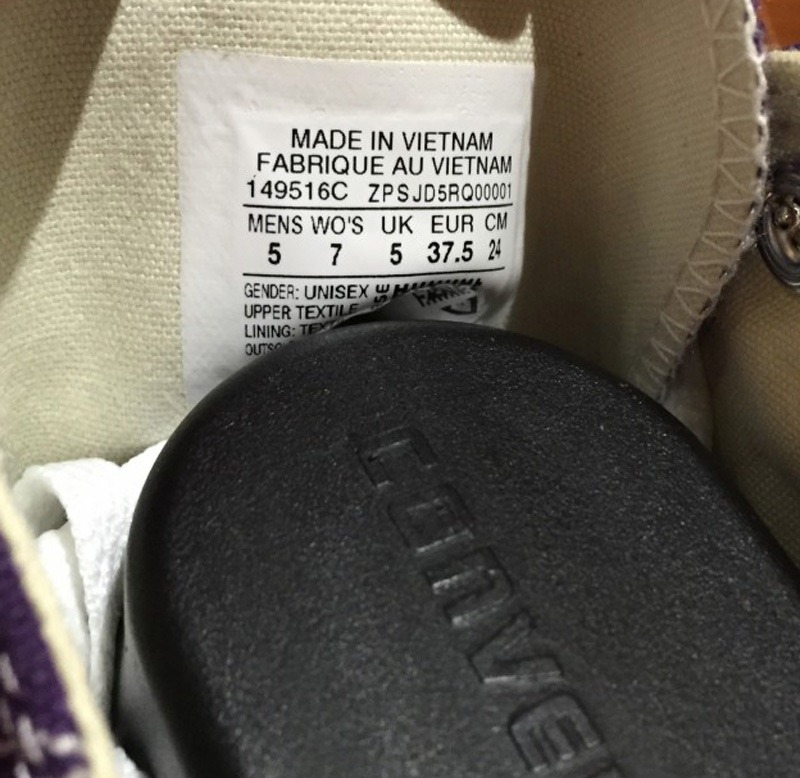 MADE IN VIETNAM
FABRIQUE AU VIETNAM
149516C ZPSJD5RQ00001
MENS WO'S UK EUR CM
5 7 5 37.5 24
GENDER: UNISEX
UPPER TEXTILE
LINING:
CONVE